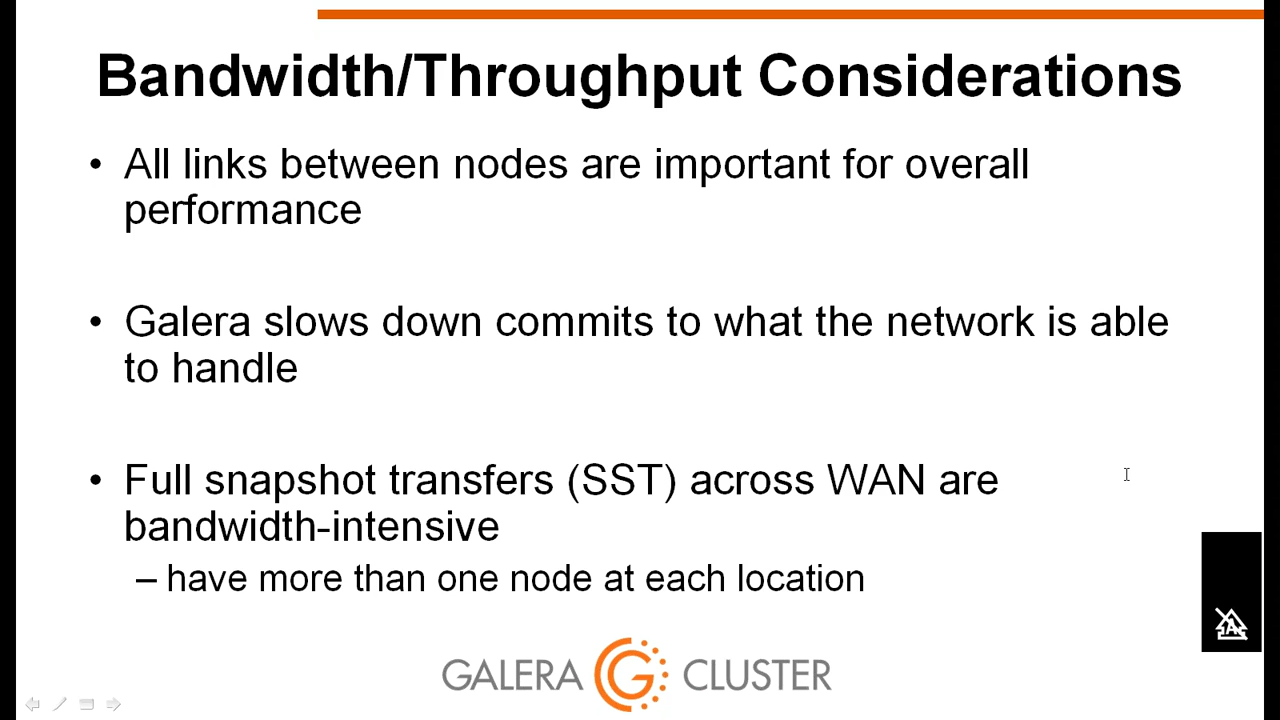 Bandwidth/Throughput Considerations
• All links between nodes are important for overall
performance
• Galera slows down commits to what the network is able
to handle
• Full snapshot transfers (SST) across WAN are
bandwidth-intensive
– have more than one node at each location
GALERA CLUSTER